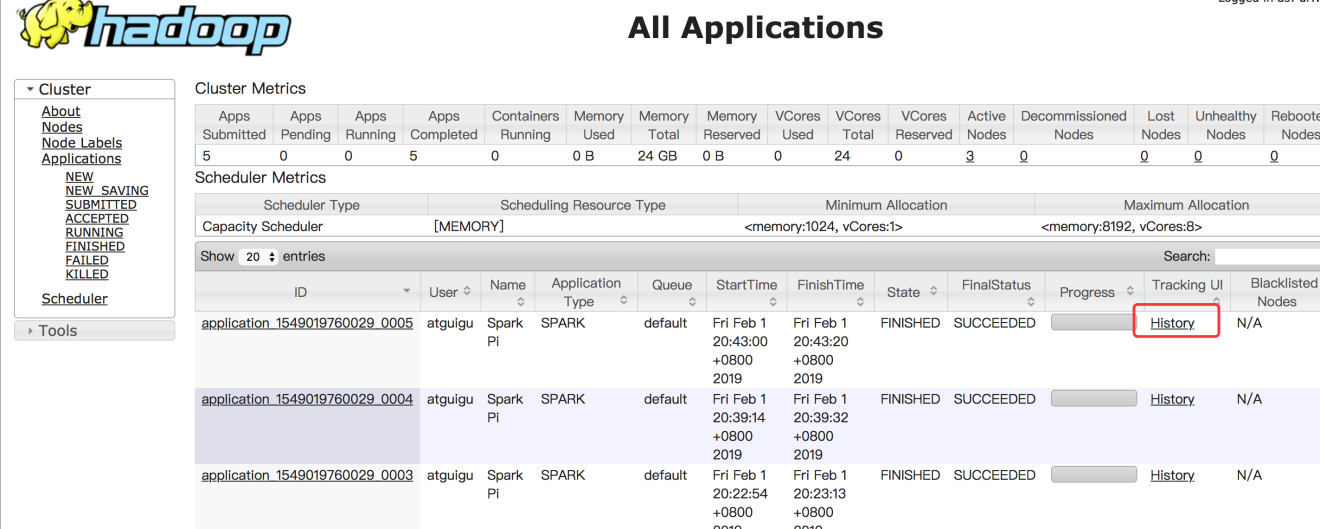 hadoop
All Applications
Cluster
About
Nodes
Node Labels
Applications
NEW
NEW_SAVING
SUBMITTED
ACCEPTED
RUNNING
FINISHED
FAILED
KILLED
Scheduler
Tools
Cluster Metrics
Apps Apps Apps Apps Containers Memory Memory Memory VCores VCores VCores Active Decommissioned Lost Unhealthy
Submitted Pending Running Completed Running Used Total Reserved Used Total Reserved Nodes Nodes Nodes Nodes Nodes
5 0 0 5 0 0 B 24 GB 0 B 0 24 0 3 0 0 0 0
Scheduler Metrics
Scheduler Type Scheduling Resource Type Minimum Allocation Maximum Allocation
Capacity Scheduler [MEMORY] <memory:1024, vCores:1> <memory:8192, vCores:8>
Show 20 entries Search:
ID User Name Application Type Queue StartTime FinishTime State FinalStatus Progress Tracking UI Blacklisted Nodes
application_1549019760029_0005 atguigu Spark SPARK default Fri Feb 1 Fri Feb 1 FINISHED SUCCEEDED History N/A
Pi 20:43:00 20:43:20
+0800 +0800
2019 2019
application_1549019760029_0004 atguigu Spark SPARK default Fri Feb 1 Fri Feb 1 FINISHED SUCCEEDED History N/A
Pi 20:39:14 20:39:32
+0800 +0800
2019 2019
application_1549019760029_0003 atguigu Spark SPARK default Fri Feb 1 Fri Feb 1 FINISHED SUCCEEDED History N/A
Pi 20:22:54 20:23:13
+0800 +0800